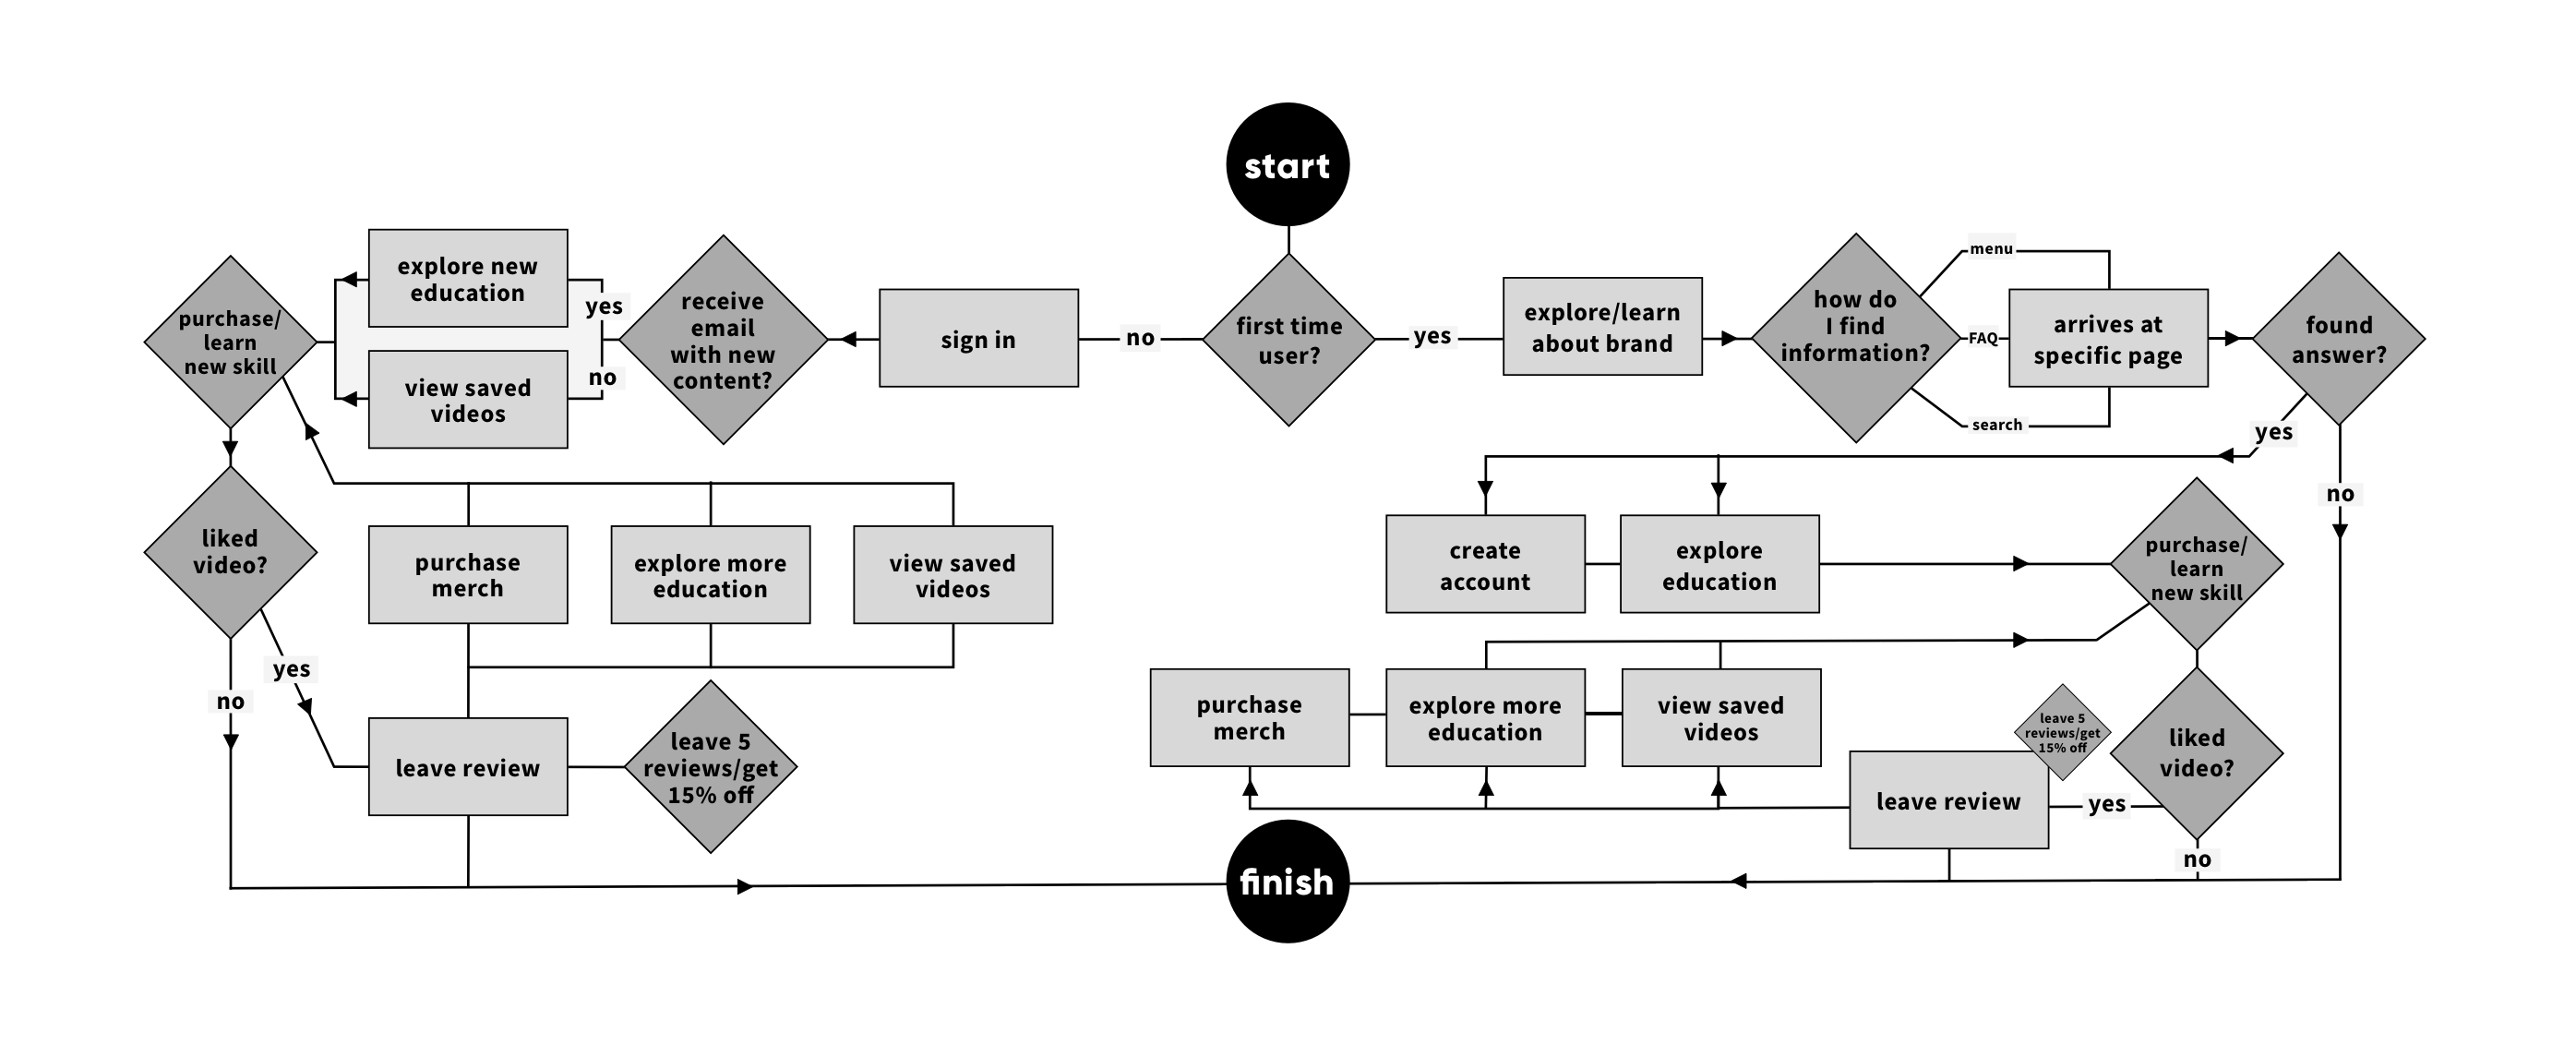 start
first time
user?
no
sign in
receive
email
with new
content?
yes
no
explore new
education
view saved
videos
purchase/
learn
new skill
liked
video?
yes
no
purchase
merch
explore more
education
view saved
videos
leave review
leave 5
reviews/get
15% off
yes
explore/learn
about brand
how do
I find
information?
menu
FAQ
search
arrives at
specific page
found
answer?
yes
no
create
account
explore
education
purchase/
learn
new skill
purchase
merch
explore more
education
view saved
videos
leave 5
reviews/get
15% off
liked
video?
leave review
yes
no
finish